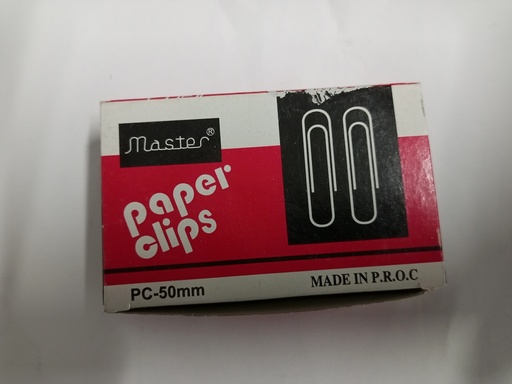 Master®
paper
clips
PC-50mm
MADE IN P.R.O.C